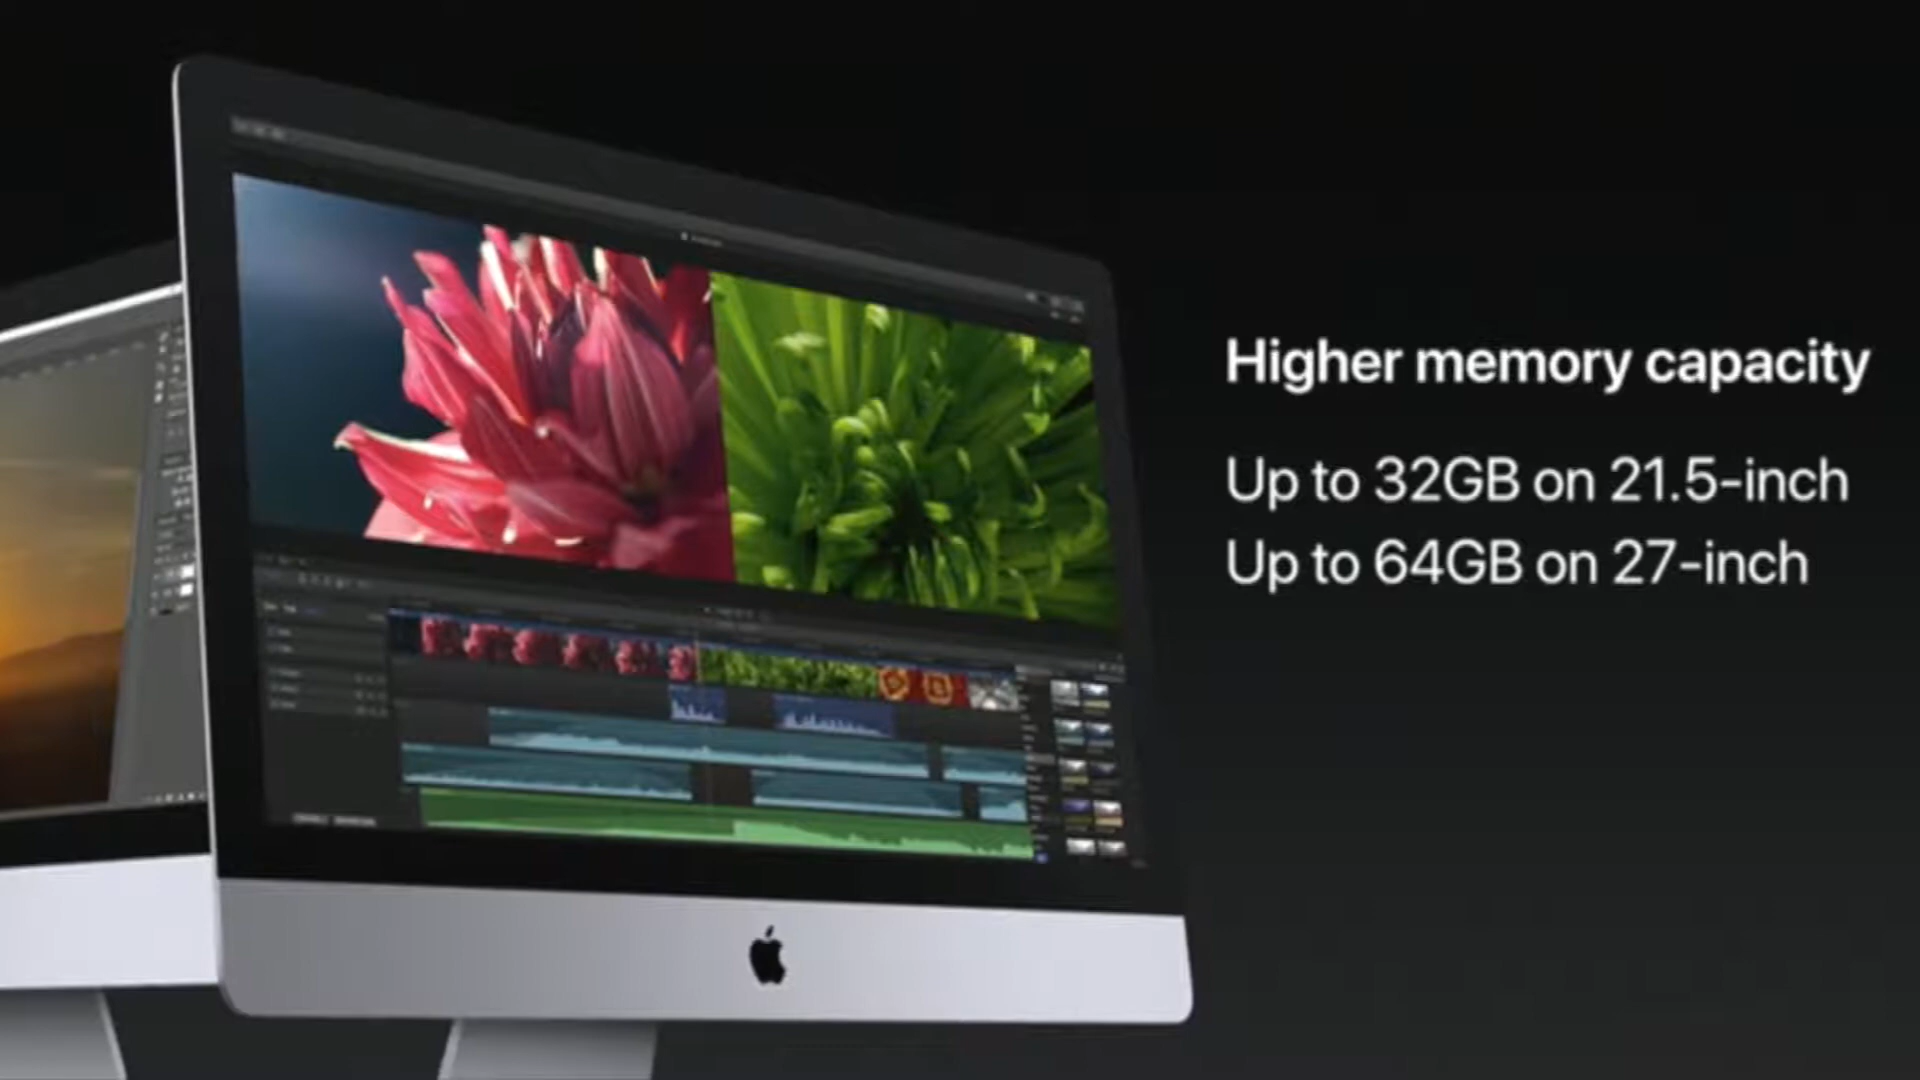 Higher memory capacity
Up to 32GB on 21.5-inch
Up to 64GB on 27-inch